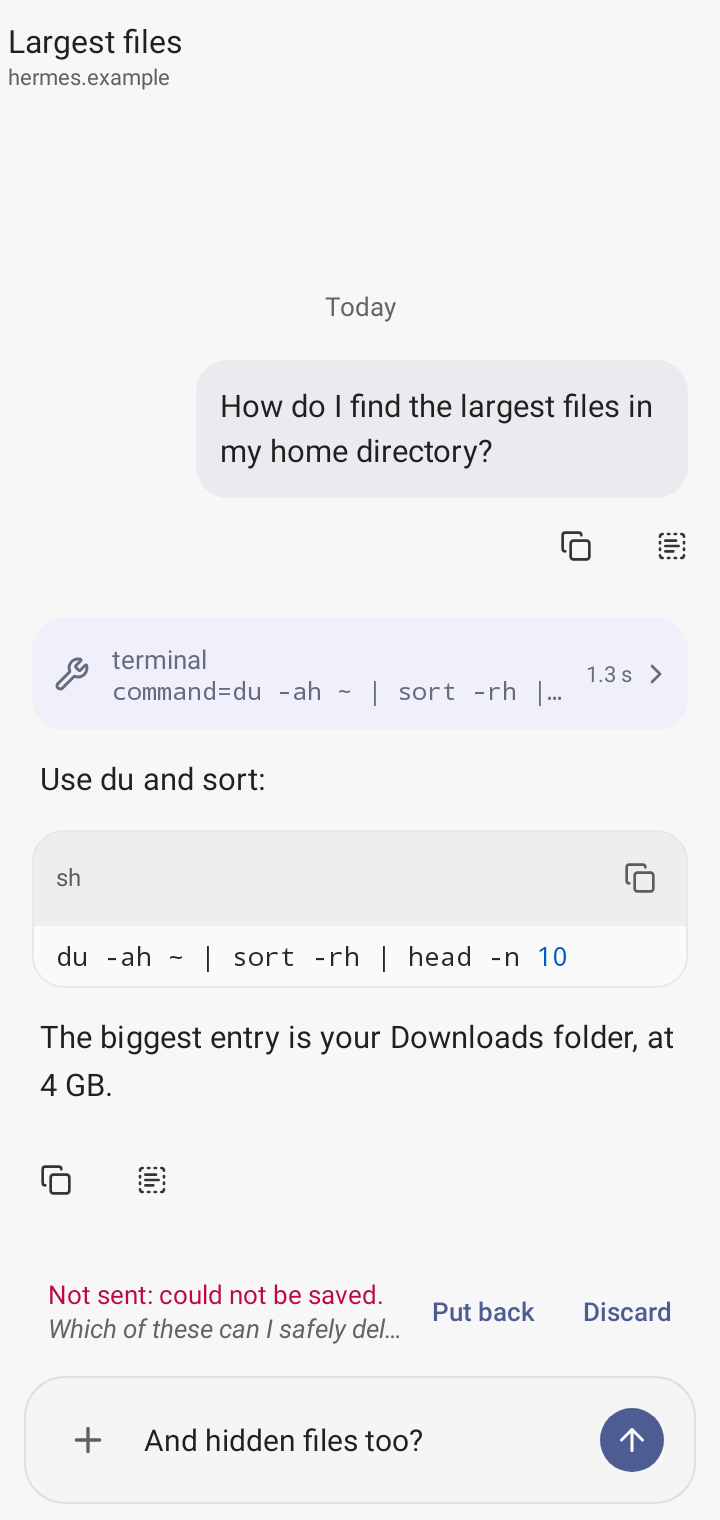 Largest files
hermes.example
Today
How do I find the largest files in
my home directory?
terminal
command=du -ah ~ | sort -rh |…
1.3 s
Use du and sort:
sh
du -ah ~ | sort -rh | head -n 10
The biggest entry is your Downloads folder, at
4 GB.
Not sent: could not be saved.
Which of these can I safely del…
Put back
Discard
And hidden files too?